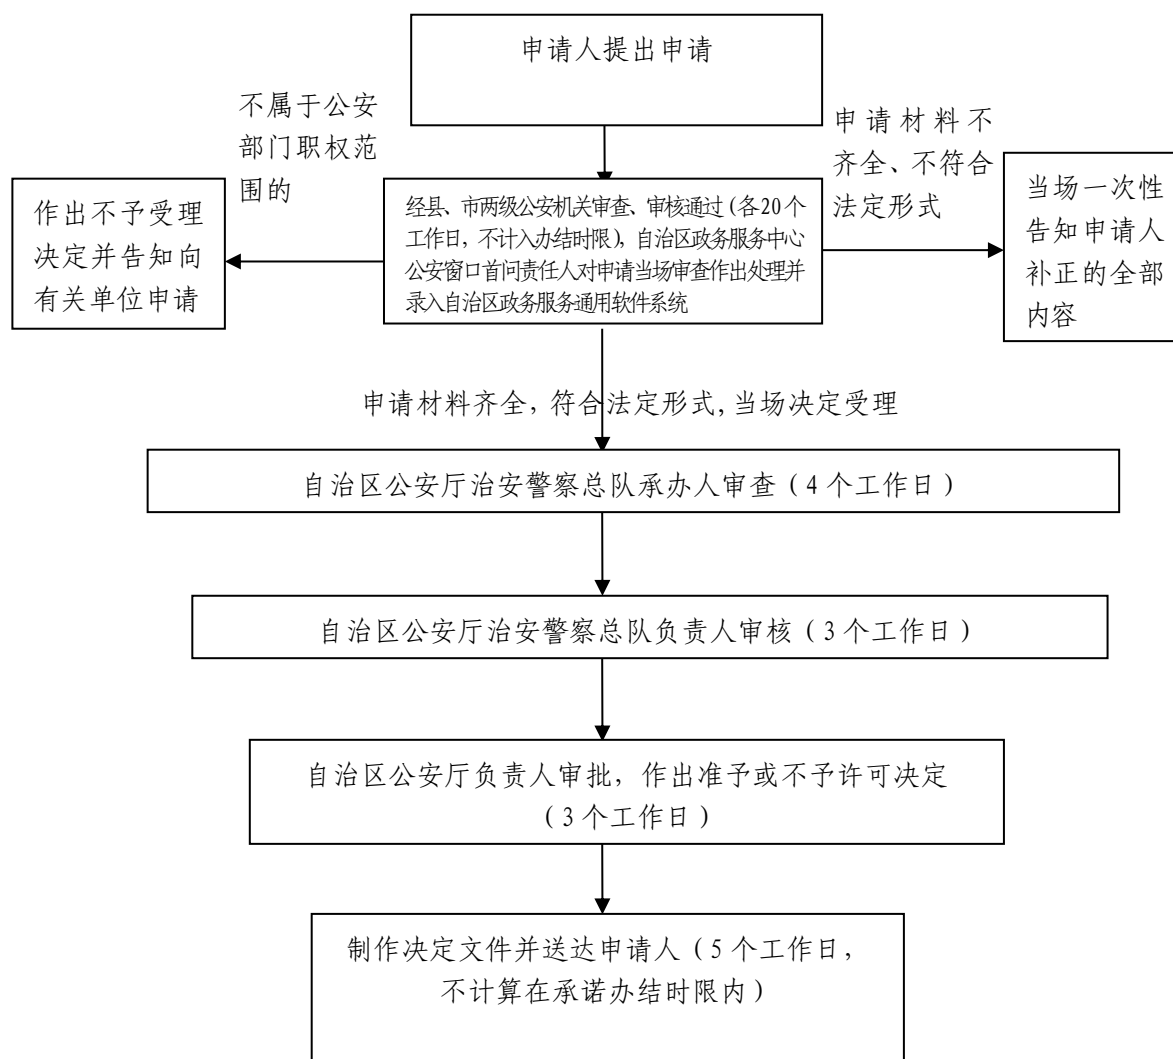 申请人提出申请
不属于公安
部门职权范
围的
申请材料不
齐全、不符合
法定形式
作出不予受理
决定并告知向
有关单位申请
经县、市两级公安机关审查、审核通过（各20个
工作日，不计入办结时限），自治区政务服务中心
公安窗口首问责任人对申请当场审查作出处理并
录入自治区政务服务通用软件系统
当场一次性
告知申请人
补正的全部
内容
申请材料齐全，符合法定形式，当场决定受理
自治区公安厅治安警察总队承办人审查（4个工作日）
自治区公安厅治安警察总队负责人审核（3个工作日）
自治区公安厅负责人审批，作出准予或不予许可决定
（3个工作日）
制作决定文件并送达申请人（5个工作日，
不计算在承诺办结时限内）